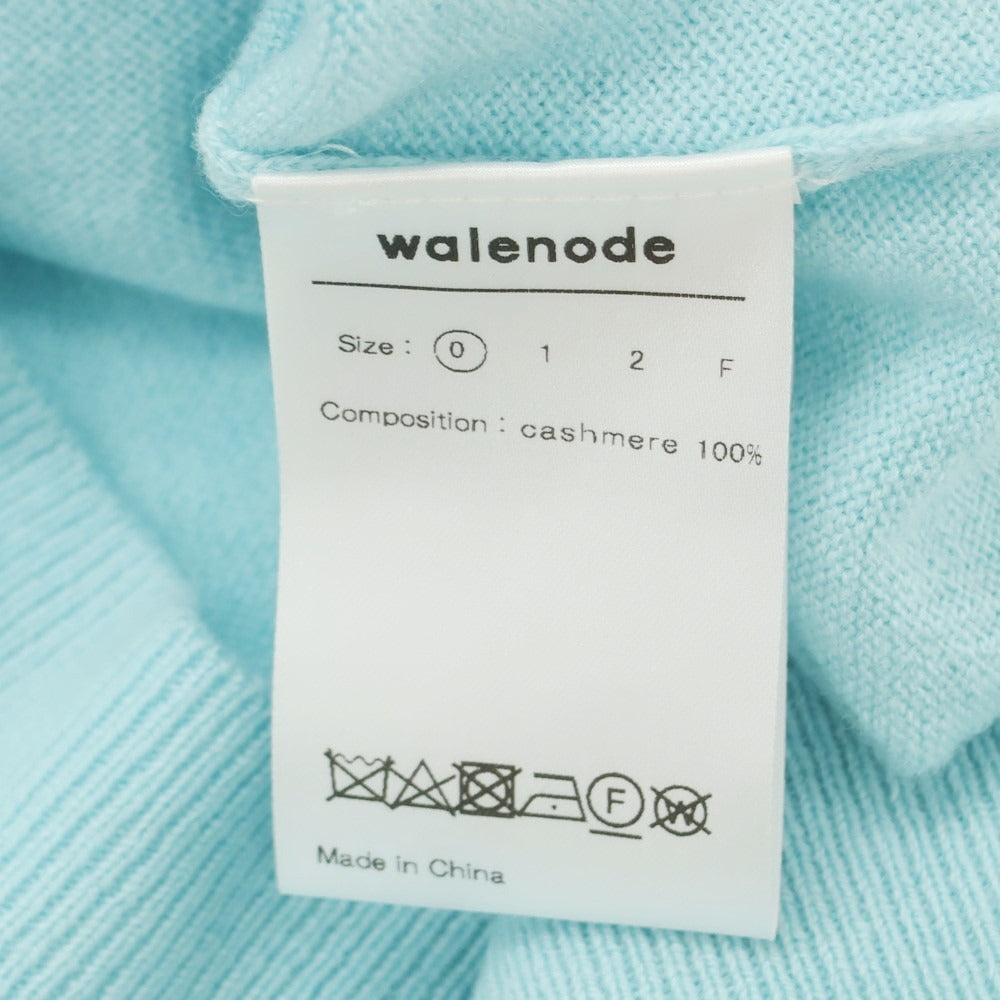 walenode
Size : 0 1 2 F
Composition : cashmere 100%
F W
Made in China